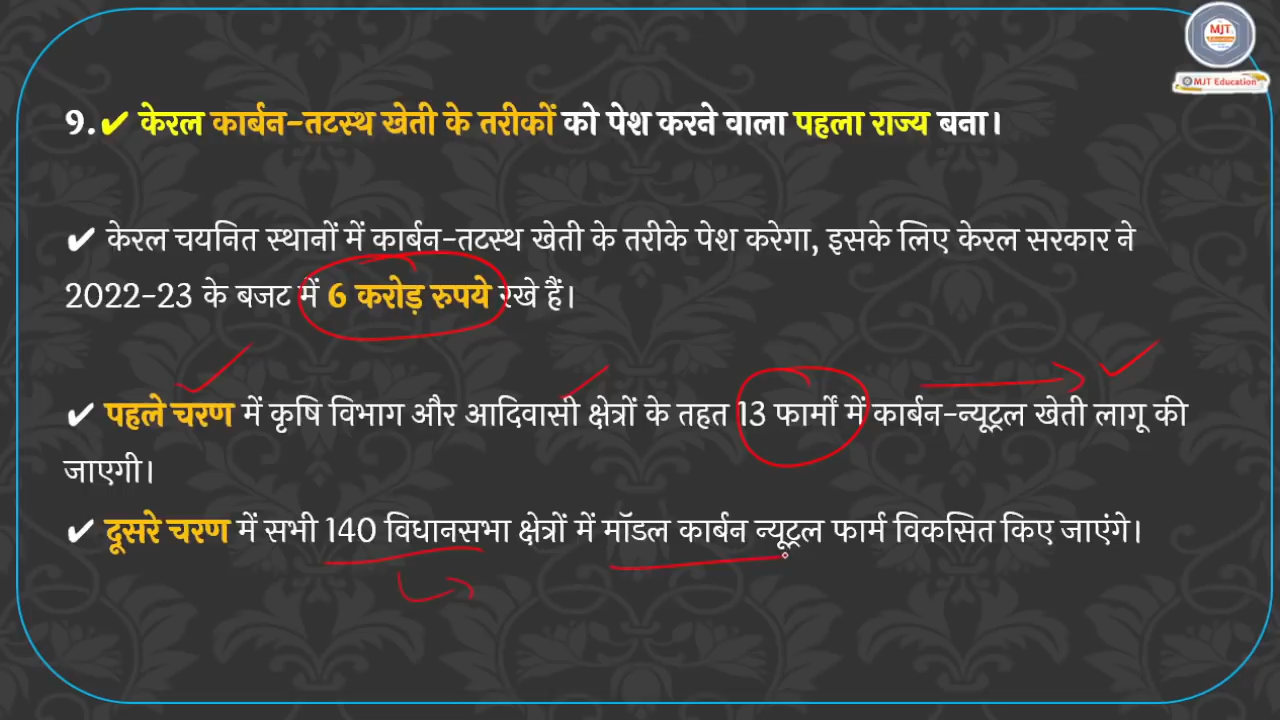 MJT
Education
MJT Education
9.✔ केरल कार्बन-तटस्थ खेती के तरीकों को पेश करने वाला पहला राज्य बना।
✔ केरल चयनित स्थानों में कार्बन-तटस्थ खेती के तरीके पेश करेगा, इसके लिए केरल सरकार ने
2022-23 के बजट में 6 करोड़ रुपये रखे हैं।
✔ पहले चरण में कृषि विभाग और आदिवासी क्षेत्रों के तहत 13 फार्मों में कार्बन-न्यूट्रल खेती लागू की
जाएगी।
✔ दूसरे चरण में सभी 140 विधानसभा क्षेत्रों में मॉडल कार्बन न्यूट्रल फार्म विकसित किए जाएंगे।